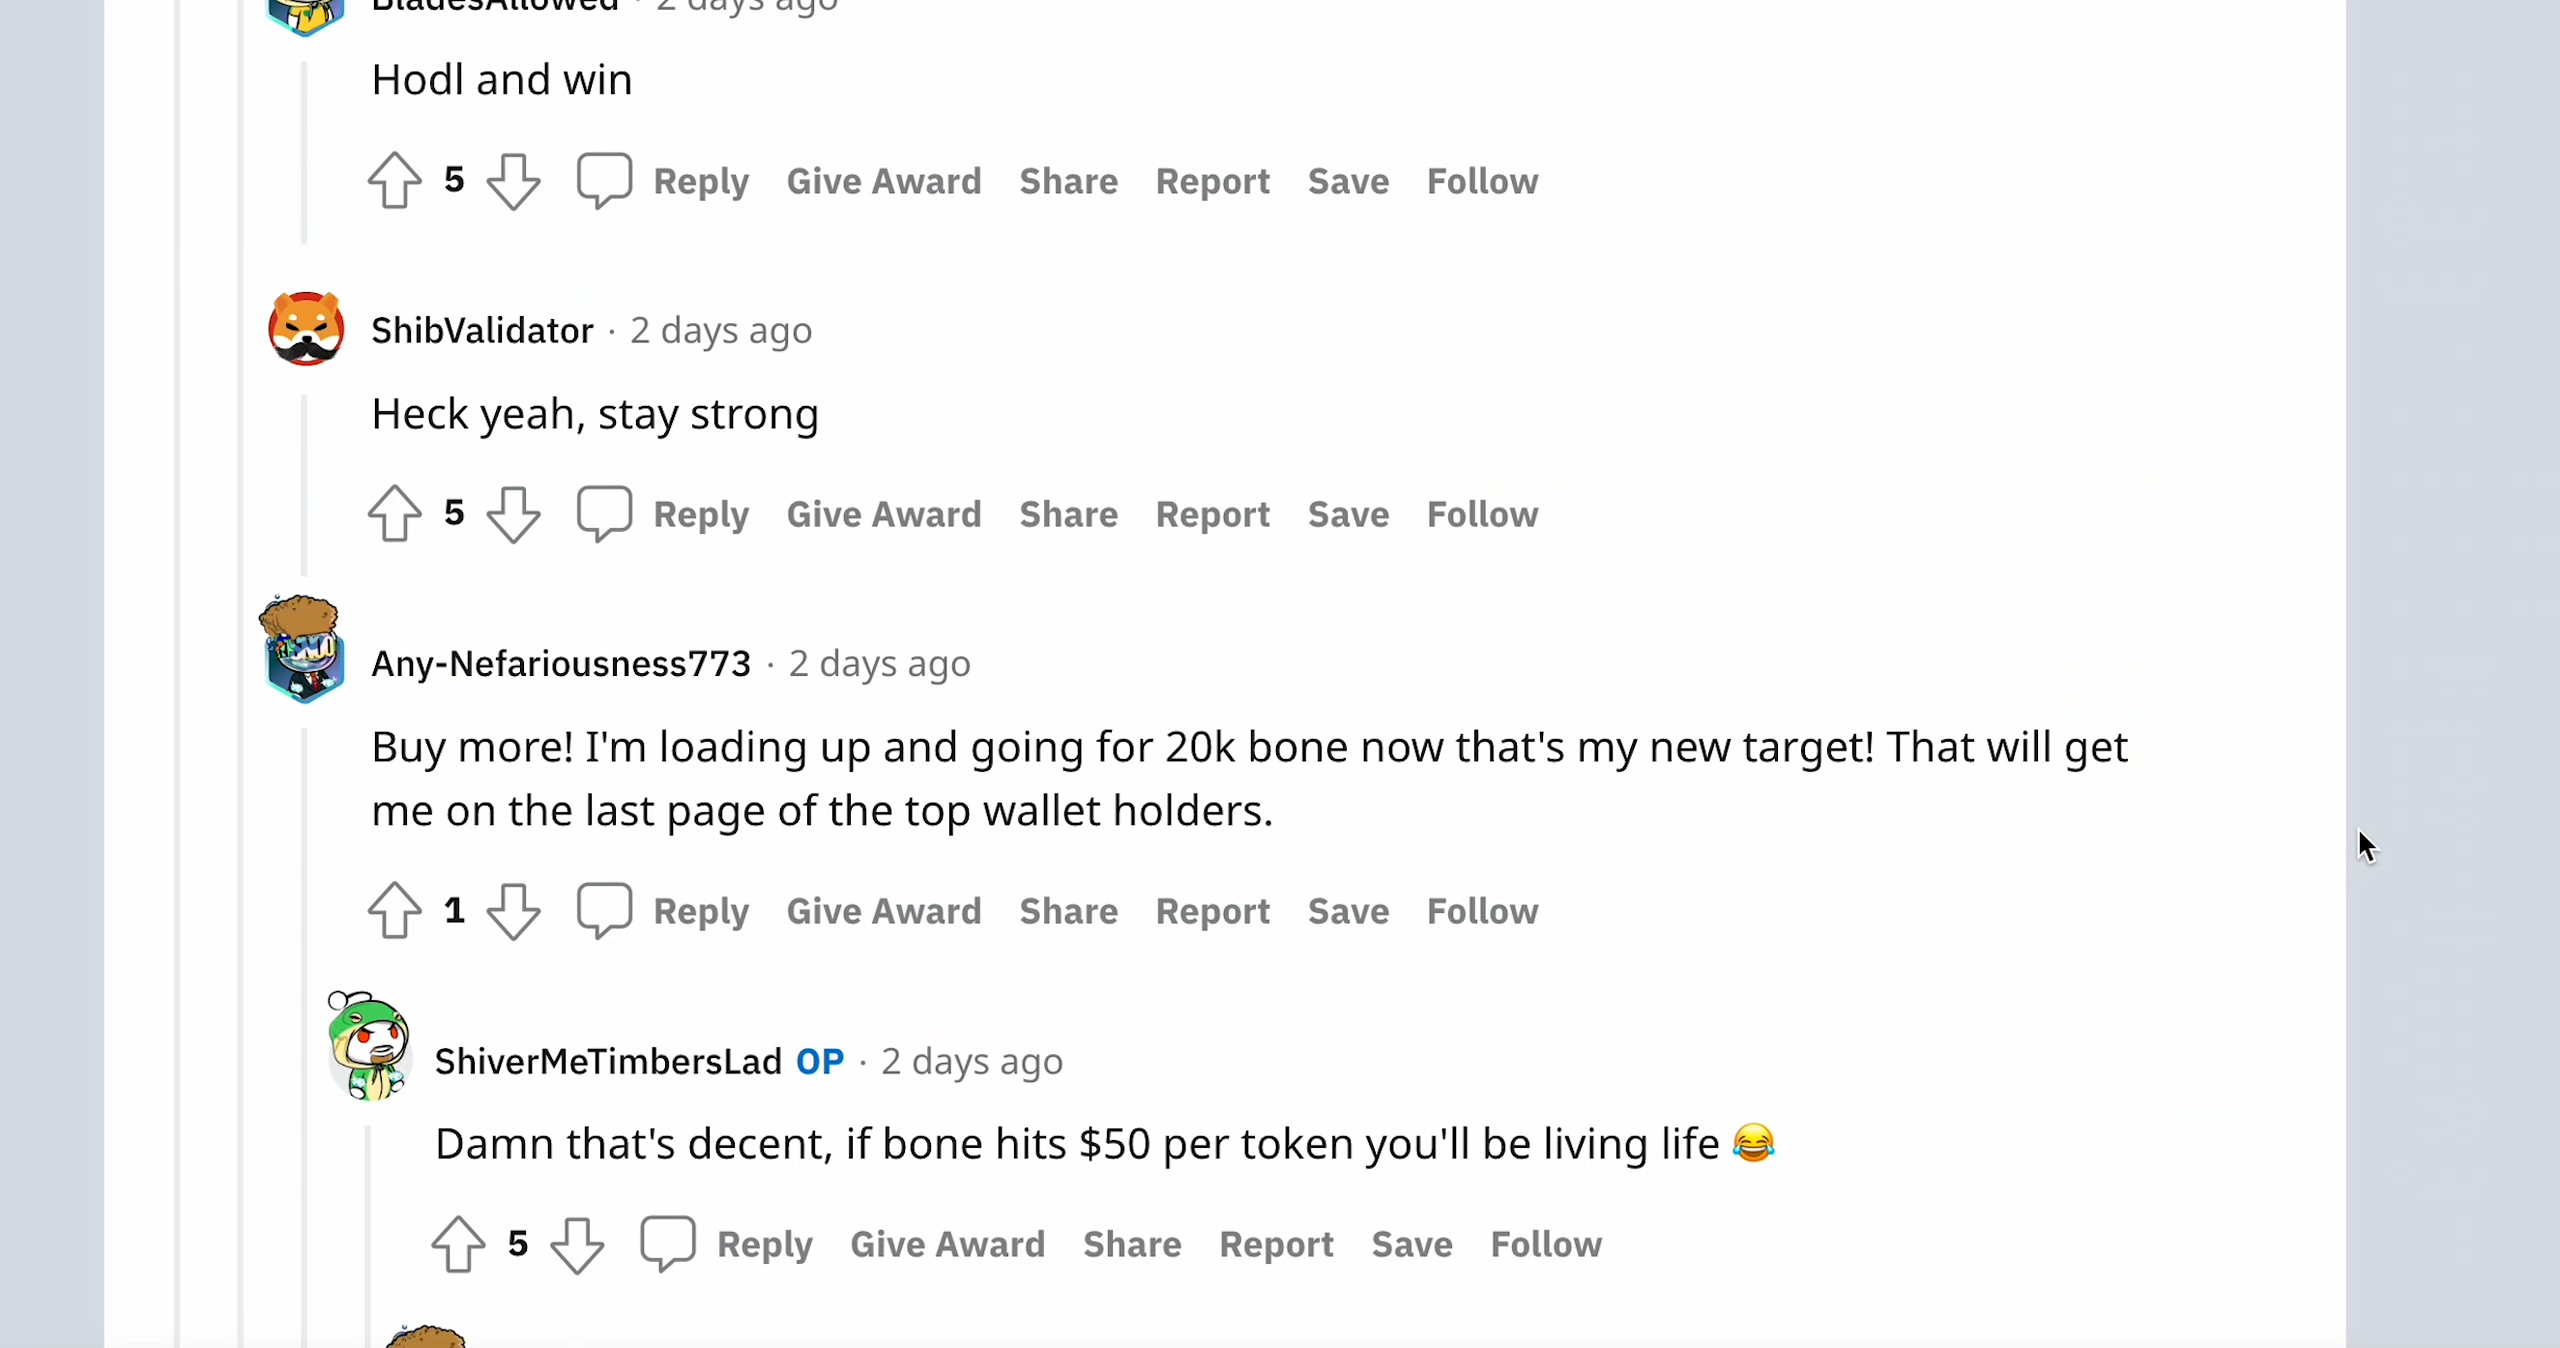 BladesAllowed · 2 days ago
Hodl and win
5 Reply Give Award Share Report Save Follow
ShibValidator · 2 days ago
Heck yeah, stay strong
5 Reply Give Award Share Report Save Follow
Any-Nefariousness773 · 2 days ago
Buy more! I'm loading up and going for 20k bone now that's my new target! That will get
me on the last page of the top wallet holders.
1 Reply Give Award Share Report Save Follow
ShiverMeTimbersLad OP · 2 days ago
Damn that's decent, if bone hits $50 per token you'll be living life 😂
5 Reply Give Award Share Report Save Follow